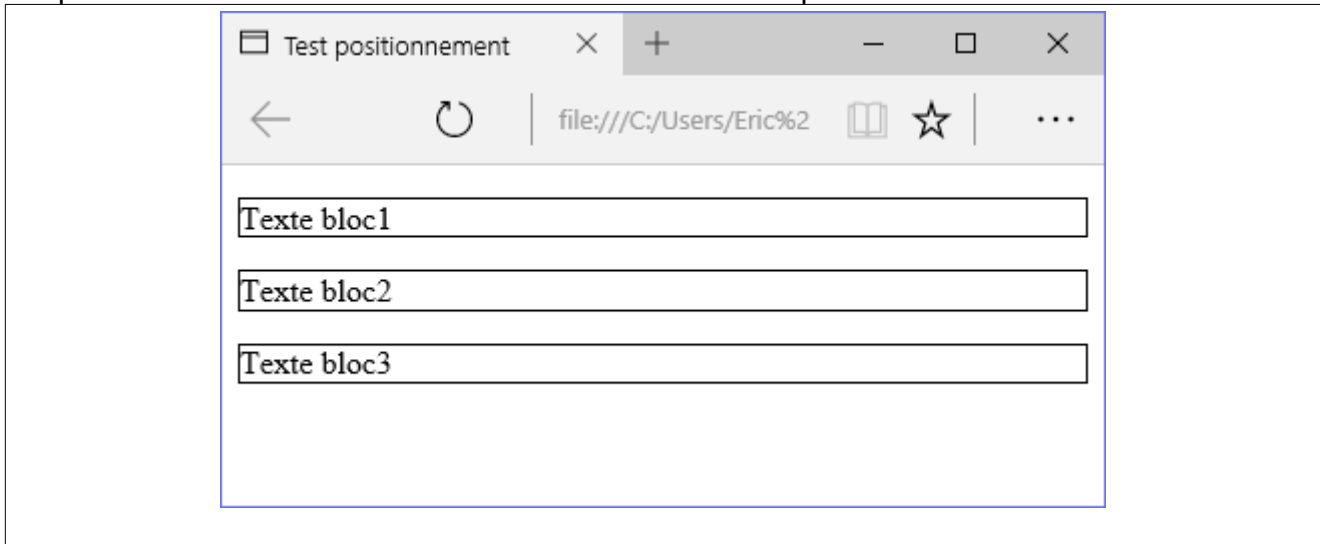 Test positionnement
file:///C:/Users/Eric%2
Texte bloc1
Texte bloc2
Texte bloc3